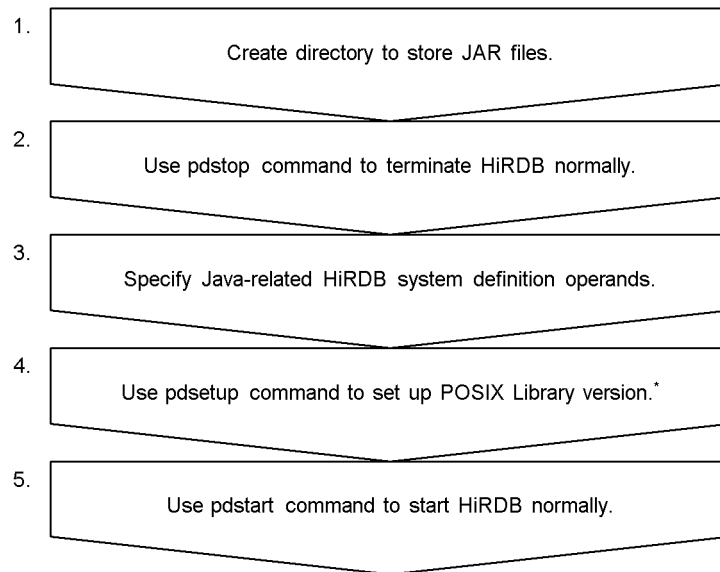 1. Create directory to store JAR files.
2. Use pdstop command to terminate HiRDB normally.
3. Specify Java-related HiRDB system definition operands.
4. Use pdsetup command to set up POSIX Library version.*
5. Use pdstart command to start HiRDB normally.